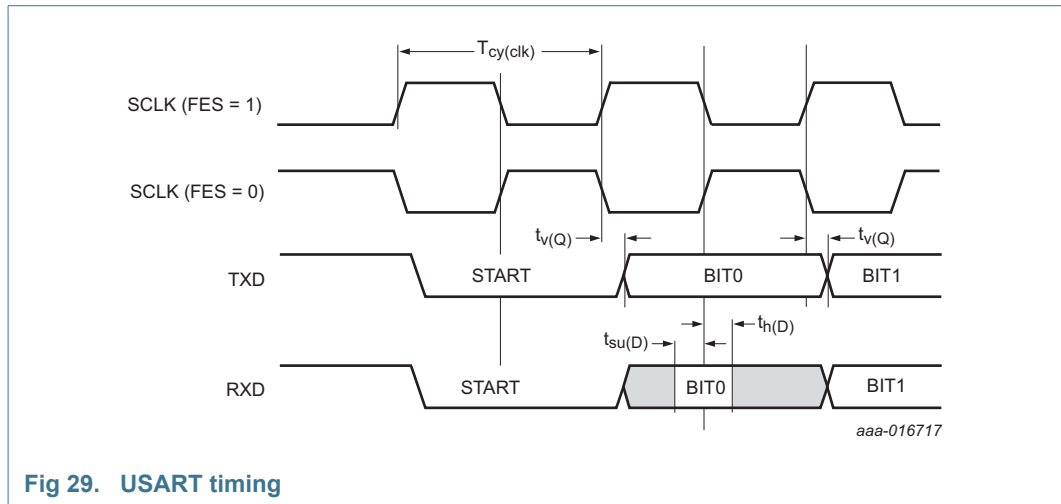 Tcy(clk)
SCLK (FES = 1)
SCLK (FES = 0)
tv(Q)
tv(Q)
TXD
START
BIT0
BIT1
th(D)
tsu(D)
RXD
START
BIT0
BIT1
aaa-016717
Fig 29. USART timing